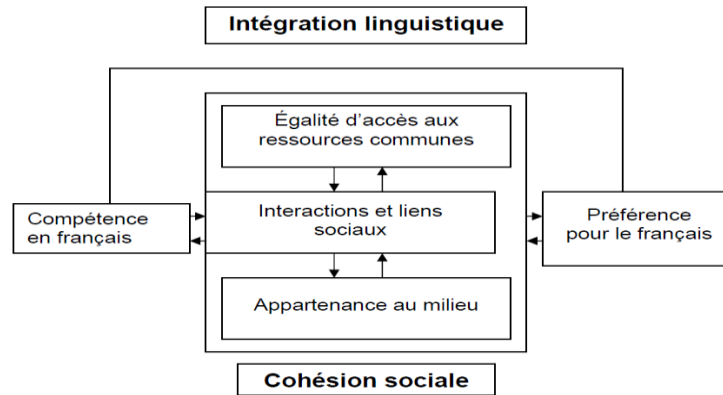 Intégration linguistique
Égalité d'accès aux
ressources communes
Compétence
en français
Interactions et liens
sociaux
Préférence
pour le français
Appartenance au milieu
Cohésion sociale